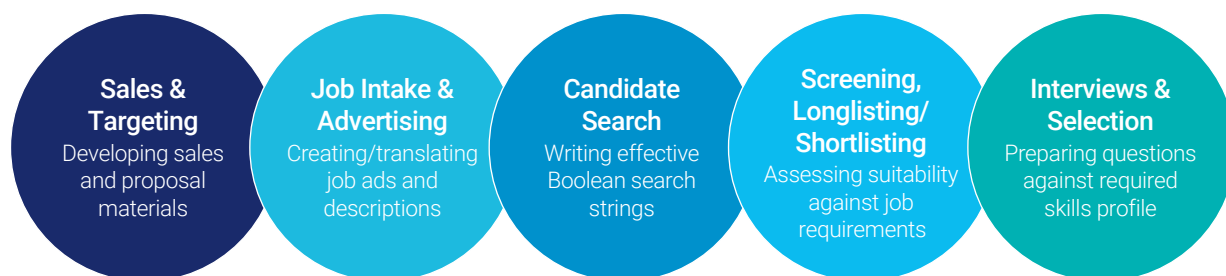 Sales &
Targeting
Developing sales
and proposal
materials
Job Intake &
Advertising
Creating/translating
job ads and
descriptions
Candidate
Search
Writing effective
Boolean search
strings
Screening,
Longlisting/
Shortlisting
Assessing suitability
against job
requirements
Interviews &
Selection
Preparing questions
against required
skills profile